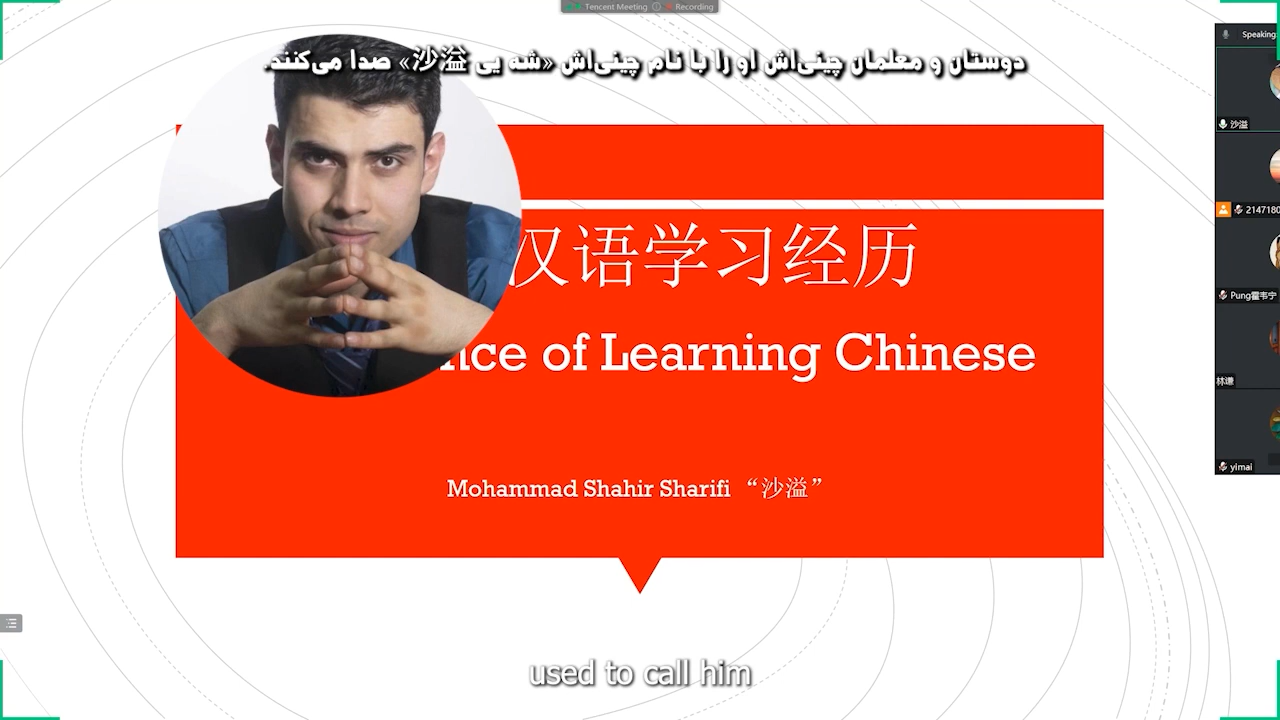 Tencent Meeting
Recording
دوستان و معلمان چینی‌اش او را با نام چینی‌اش «شه یی 沙溢» صدا می‌کنند.
Speaking
沙溢
汉语学习经历
2147180
Pung霍韦宁
of Learning Chinese
林谦
yimai
Mohammad Shahir Sharifi “沙溢”
used to call him